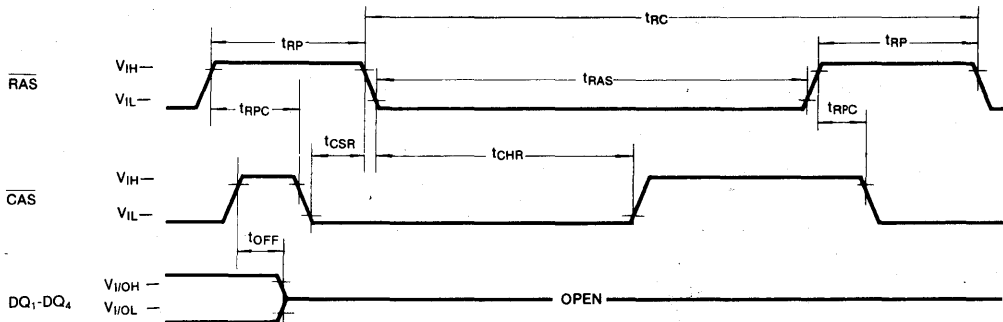 tRC
tRP
tRP
RAS
VIH—
VIL—
tRAS
tRPC
tRPC
tCSR
tCHR
CAS
VIH—
VIL—
tOFF
DQ1-DQ4
VI/OH —
VI/OL —
OPEN